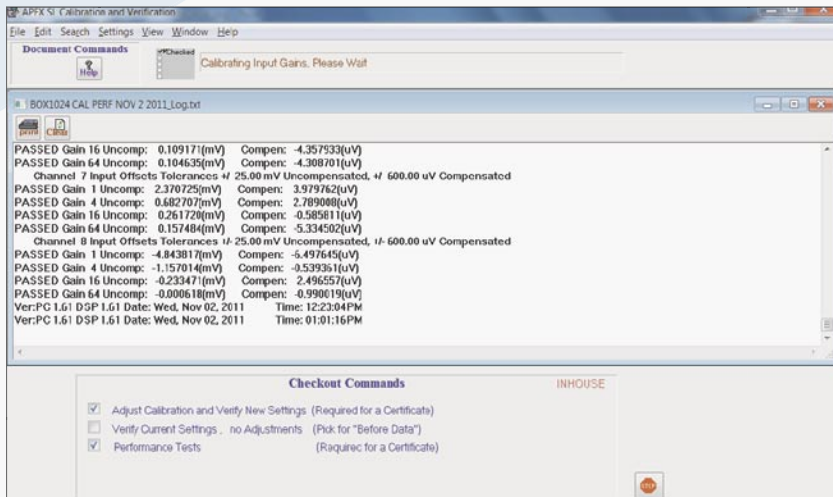 APEX SL Calibration and Verification
File Edit Search Settings View Window Help
Document Commands
Help
Checked
Calibrating Input Gains, Please Wait
BOX1024 CAL PERF NOV 2 2011_Log.txt
print Clear
PASSED Gain 16 Uncomp: 0.109171(mV) Compen: -4.357933(uV)
PASSED Gain 64 Uncomp: 0.104635(mV) Compen: -4.308701(uV)
Channel 7 Input Offsets Tolerances +/- 25.00 mV Uncompensated, +/- 600.00 uV Compensated
PASSED Gain 1 Uncomp: 2.370725(mV) Compen: 3.979762(uV)
PASSED Gain 4 Uncomp: 0.682707(mV) Compen: 2.789008(uV)
PASSED Gain 16 Uncomp: 0.261720(mV) Compen: -0.585811(uV)
PASSED Gain 64 Uncomp: 0.157484(mV) Compen: -5.334502(uV)
Channel 8 Input Offsets Tolerances +/- 25.00 mV Uncompensated, +/- 600.00 uV Compensated
PASSED Gain 1 Uncomp: -4.843817(mV) Compen: -6.497645(uV)
PASSED Gain 4 Uncomp: -1.157014(mV) Compen: -0.539361(uV)
PASSED Gain 16 Uncomp: -0.233471(mV) Compen: 2.496557(uV)
PASSED Gain 64 Uncomp: -0.000618(mV) Compen: -0.990019(uV)
Ver:PC 1.61 DSP 1.61 Date: Wed, Nov 02, 2011 Time: 12:23:04PM
Ver:PC 1.61 DSP 1.61 Date: Wed, Nov 02, 2011 Time: 01:01:16PM
Checkout Commands
INHOUSE
Adjust Calibration and Verify New Settings (Required for a Certificate)
Verify Current Settings, no Adjustments (Pick for "Before Data")
Performance Tests (Required for a Certificate)
STOP